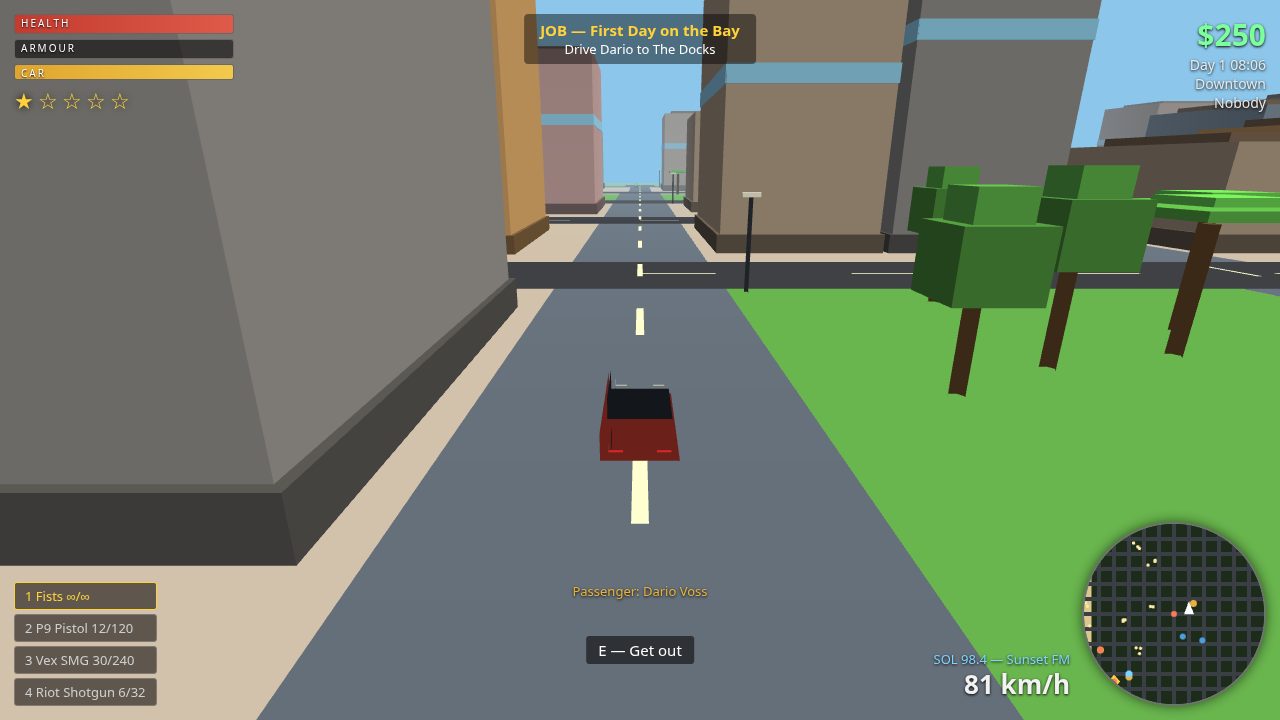 HEALTH
ARMOUR
CAR
★☆☆☆☆
JOB — First Day on the Bay
Drive Dario to The Docks
$250
Day 1 08:06
Downtown
Nobody
Passenger: Dario Voss
E — Get out
1 Fists ∞/∞
2 P9 Pistol 12/120
3 Vex SMG 30/240
4 Riot Shotgun 6/32
SOL 98.4 — Sunset FM
81 km/h